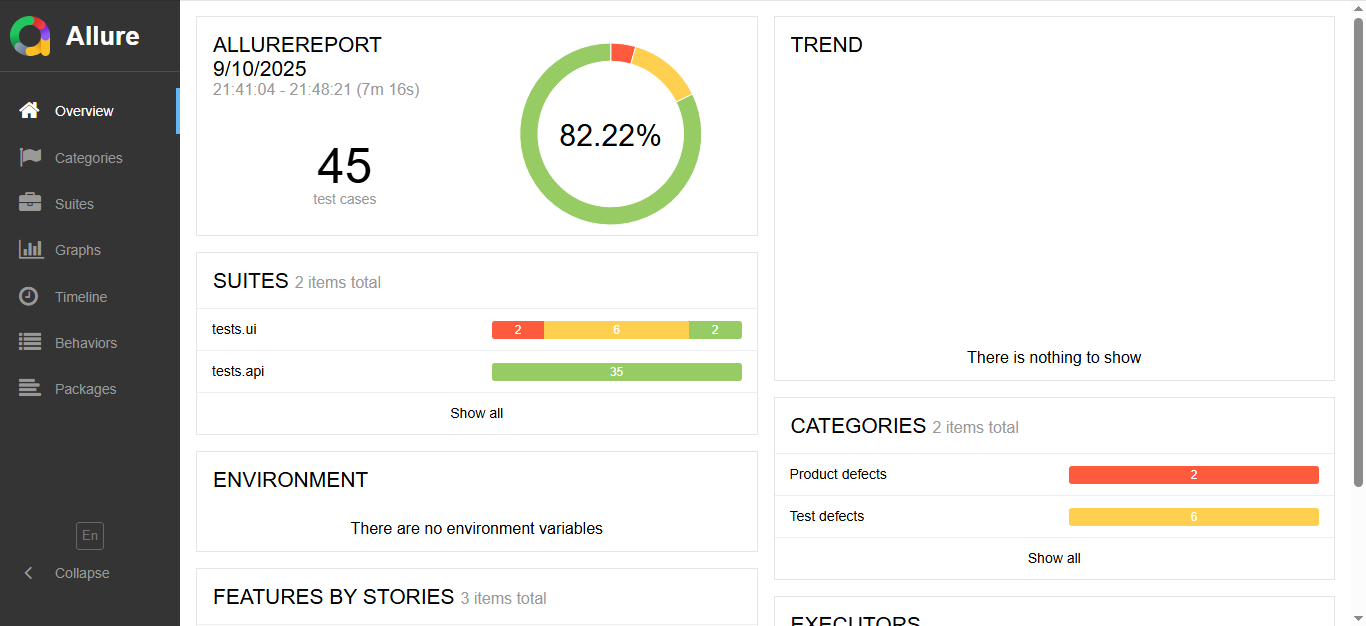 Allure
Overview
Categories
Suites
Graphs
Timeline
Behaviors
Packages
En
Collapse
ALLUREREPORT
9/10/2025
21:41:04 - 21:48:21 (7m 16s)
45
test cases
82.22%
SUITES 2 items total
tests.ui 2 6 2
tests.api 35
Show all
ENVIRONMENT
There are no environment variables
FEATURES BY STORIES 3 items total
TREND
There is nothing to show
CATEGORIES 2 items total
Product defects 2
Test defects 6
Show all
EXECUTORS